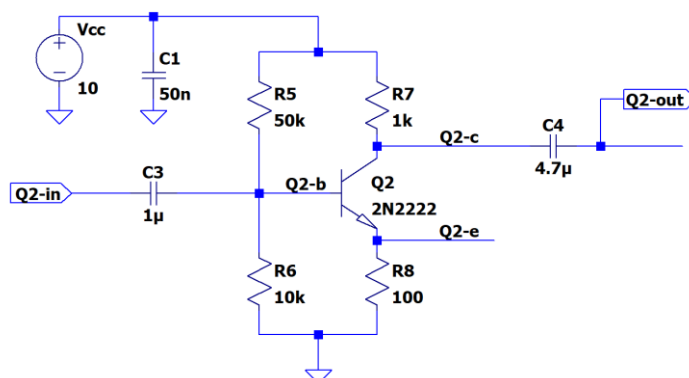 Vcc
10
C1
50n
R5
50k
R7
1k
Q2-in
C3
1µ
Q2-b
Q2
2N2222
Q2-c
C4
4.7µ
Q2-out
Q2-e
R6
10k
R8
100